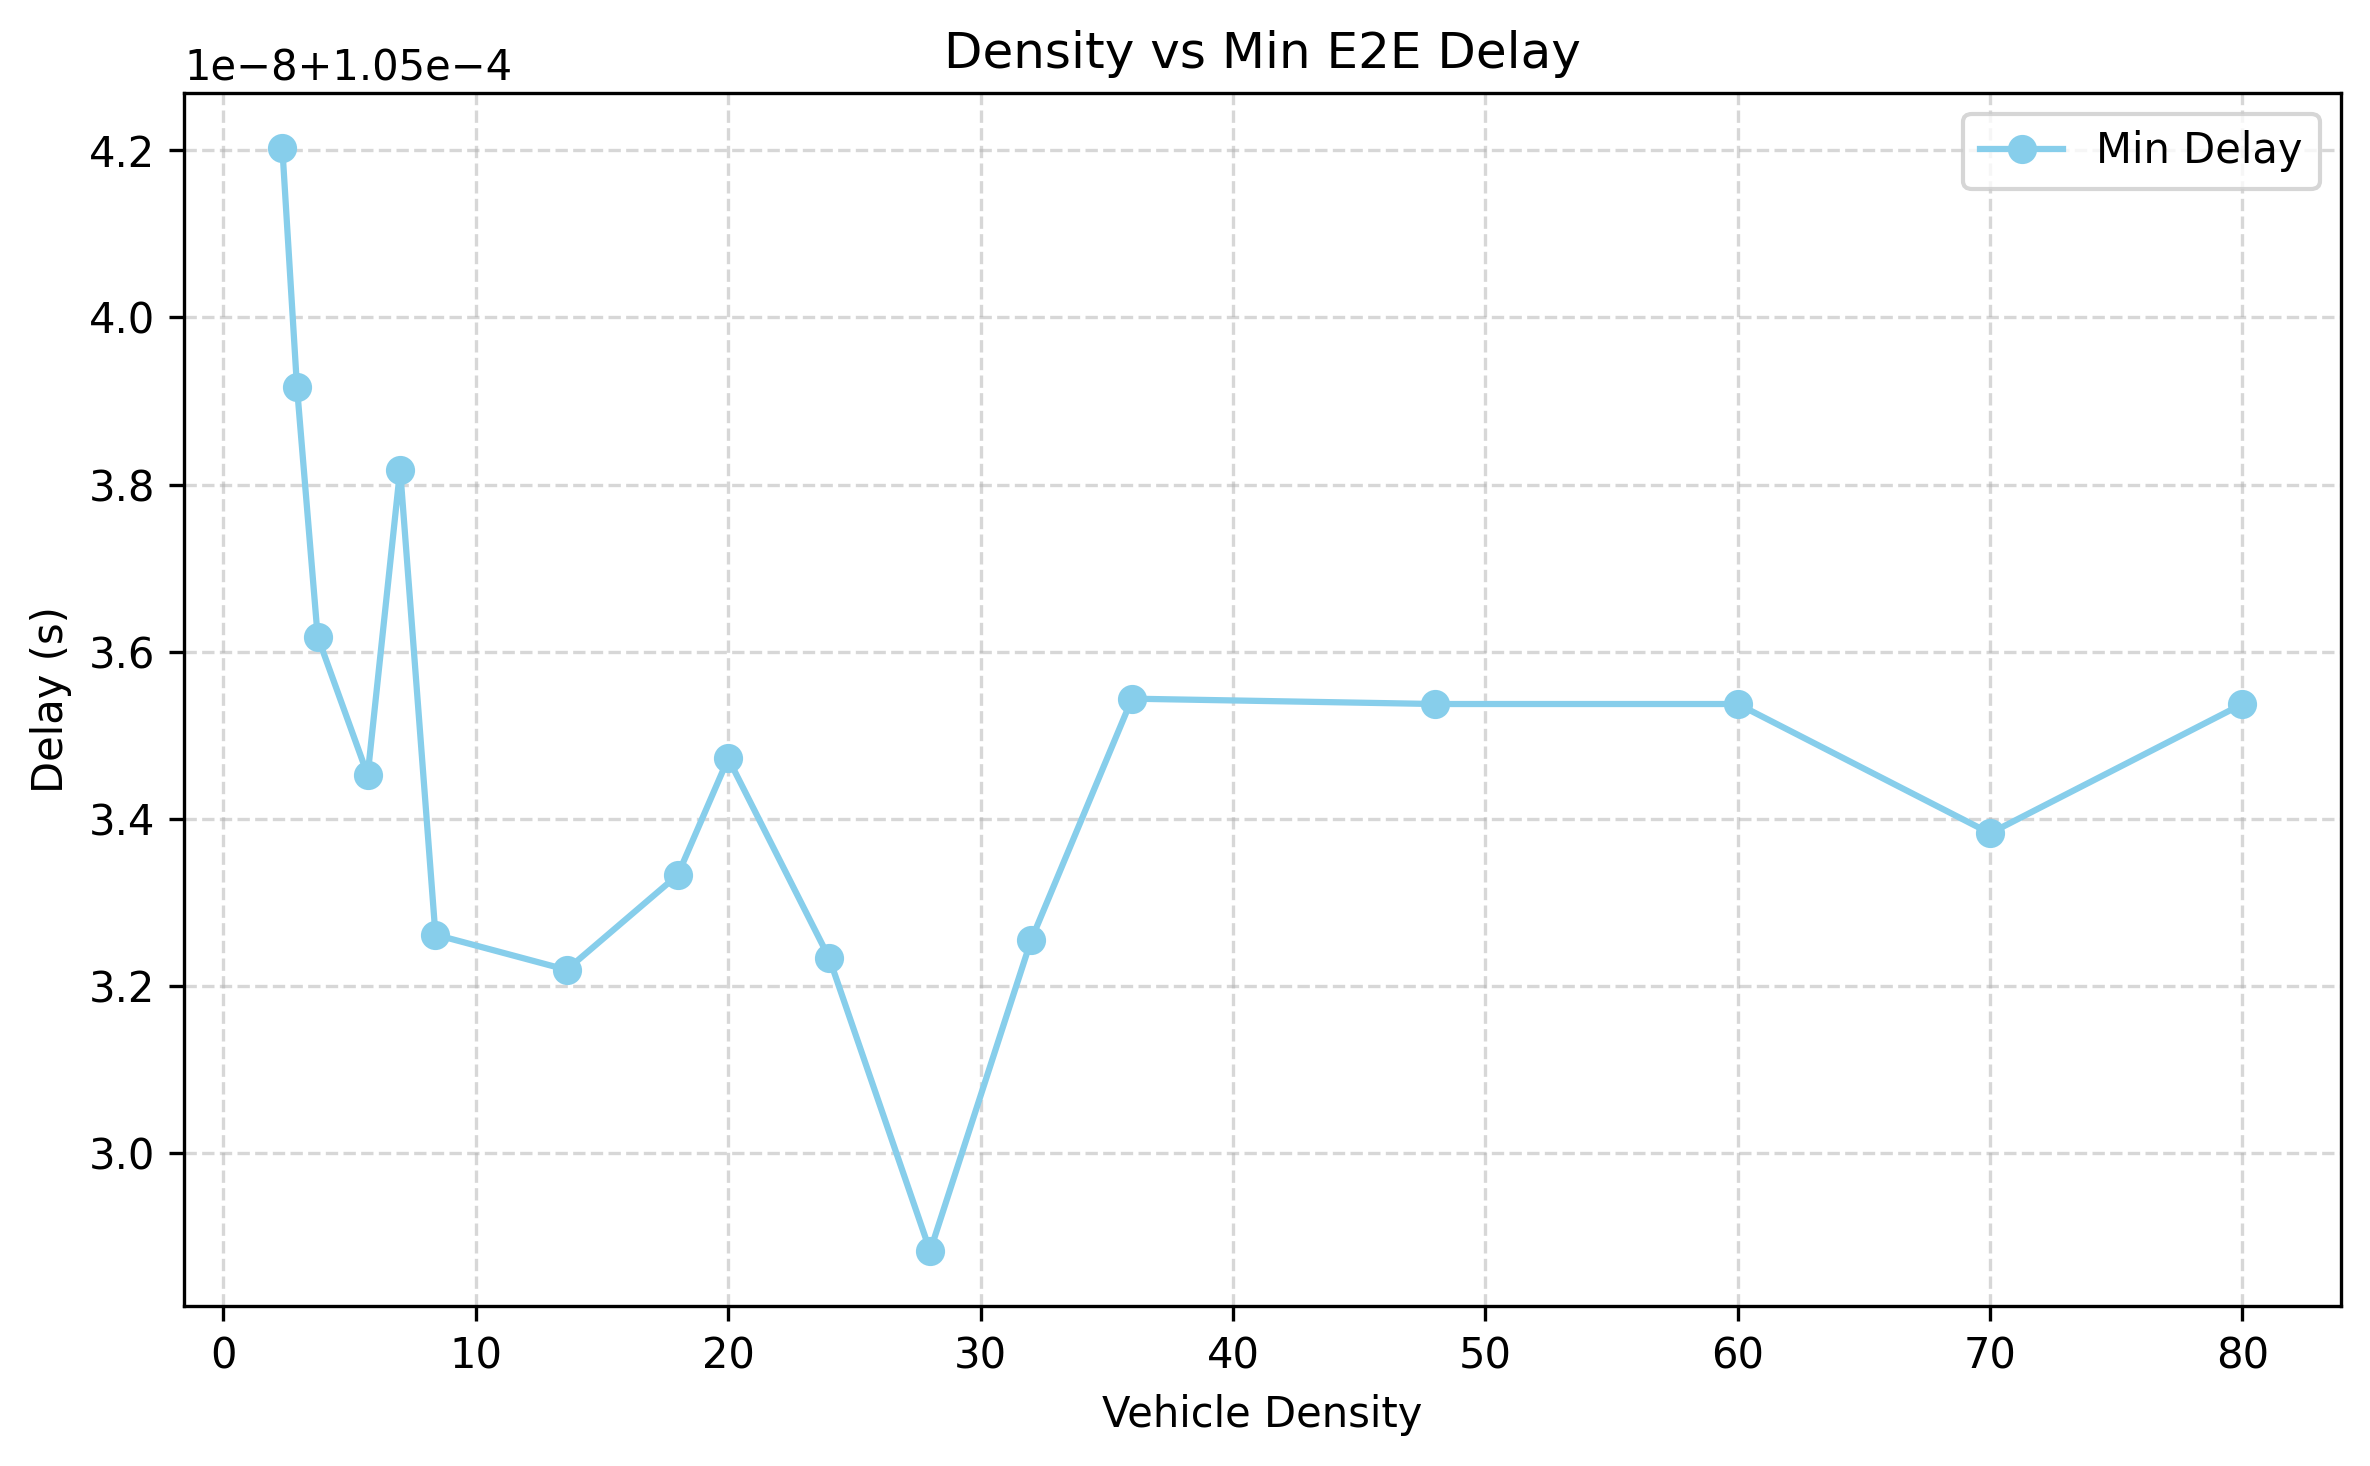 Density vs Min E2E Delay
1e−8+1.05e−4
Min Delay
4.2
4.0
3.8
3.6
3.4
3.2
3.0
Delay (s)
0 10 20 30 40 50 60 70 80
Vehicle Density